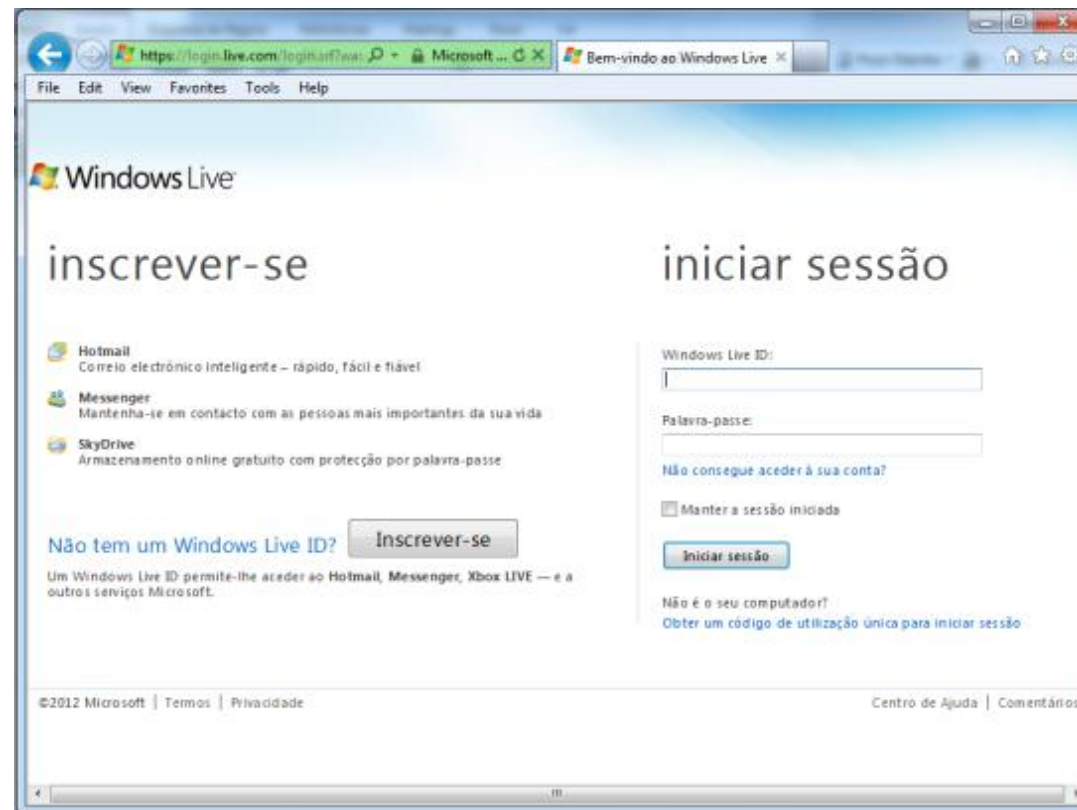 https://login.live.com/login.srf?wa:
Microsoft ...
Bem-vindo ao Windows Live
File Edit View Favorites Tools Help
Windows Live
inscrever-se
Hotmail
Correio electrónico inteligente – rápido, fácil e fiável
Messenger
Mantenha-se em contacto com as pessoas mais importantes da sua vida
SkyDrive
Armazenamento online gratuito com protecção por palavra-passe
Não tem um Windows Live ID? Inscrever-se
Um Windows Live ID permite-lhe aceder ao Hotmail, Messenger, Xbox LIVE — e a
outros serviços Microsoft.
iniciar sessão
Windows Live ID:
Palavra-passe:
Não consegue aceder à sua conta?
Manter a sessão iniciada
Iniciar sessão
Não é o seu computador?
Obter um código de utilização única para iniciar sessão
©2012 Microsoft | Termos | Privacidade
Centro de Ajuda | Comentários